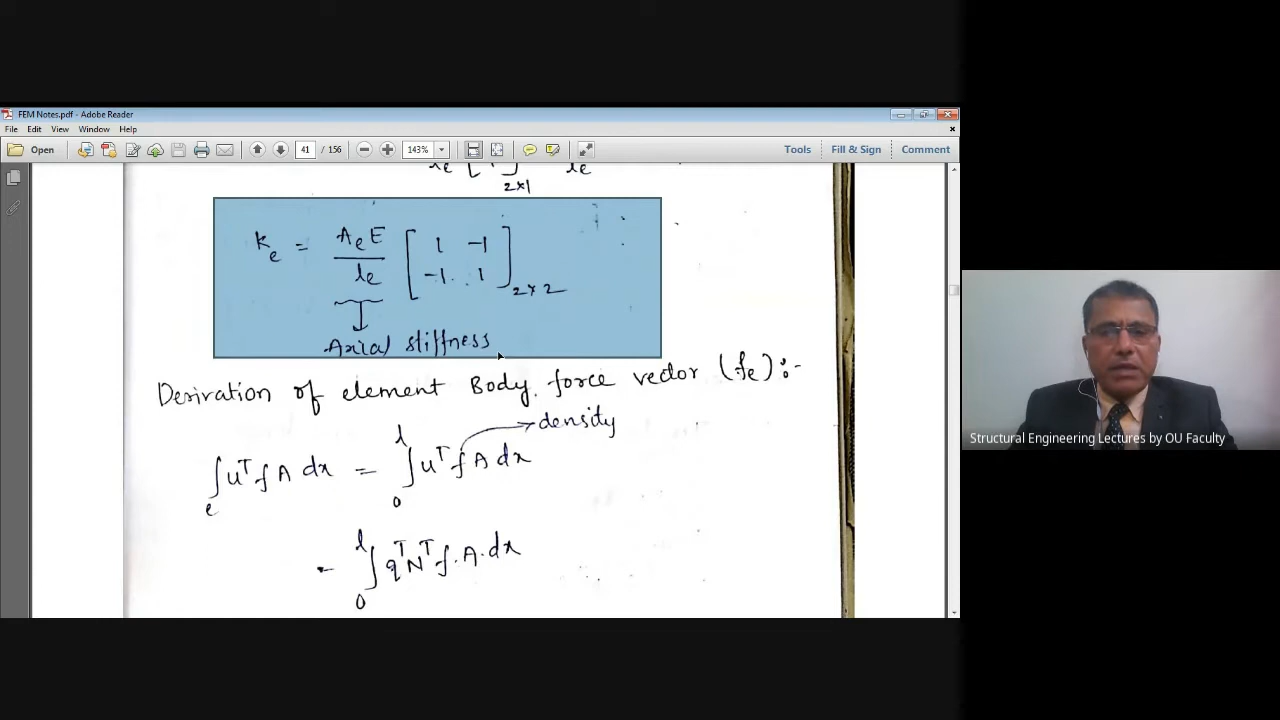 FEM Notes.pdf - Adobe Reader
File Edit View Window Help
Open 41 / 156 143% Tools Fill & Sign Comment
le 2×1 le
Ke = AeE / le [ 1 -1
-1 1 ] 2×2
Axial stiffness
Derivation of element Body force vector (fe):-
density
∫e uᵀ f A dx = ∫₀ˡ uᵀ f A dx
= ∫₀ˡ qᵀ Nᵀ f. A. dx
Structural Engineering Lectures by OU Faculty